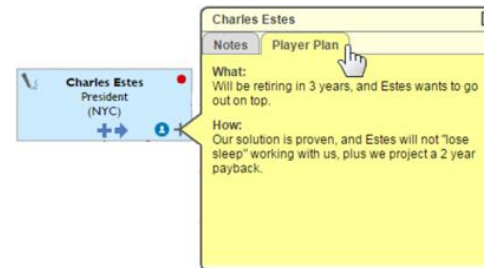 Charles Estes
Notes
Player Plan
What:
Will be retiring in 3 years, and Estes wants to go
out on top.
How:
Our solution is proven, and Estes will not "lose
sleep" working with us, plus we project a 2 year
payback.
Charles Estes
President
(NYC)